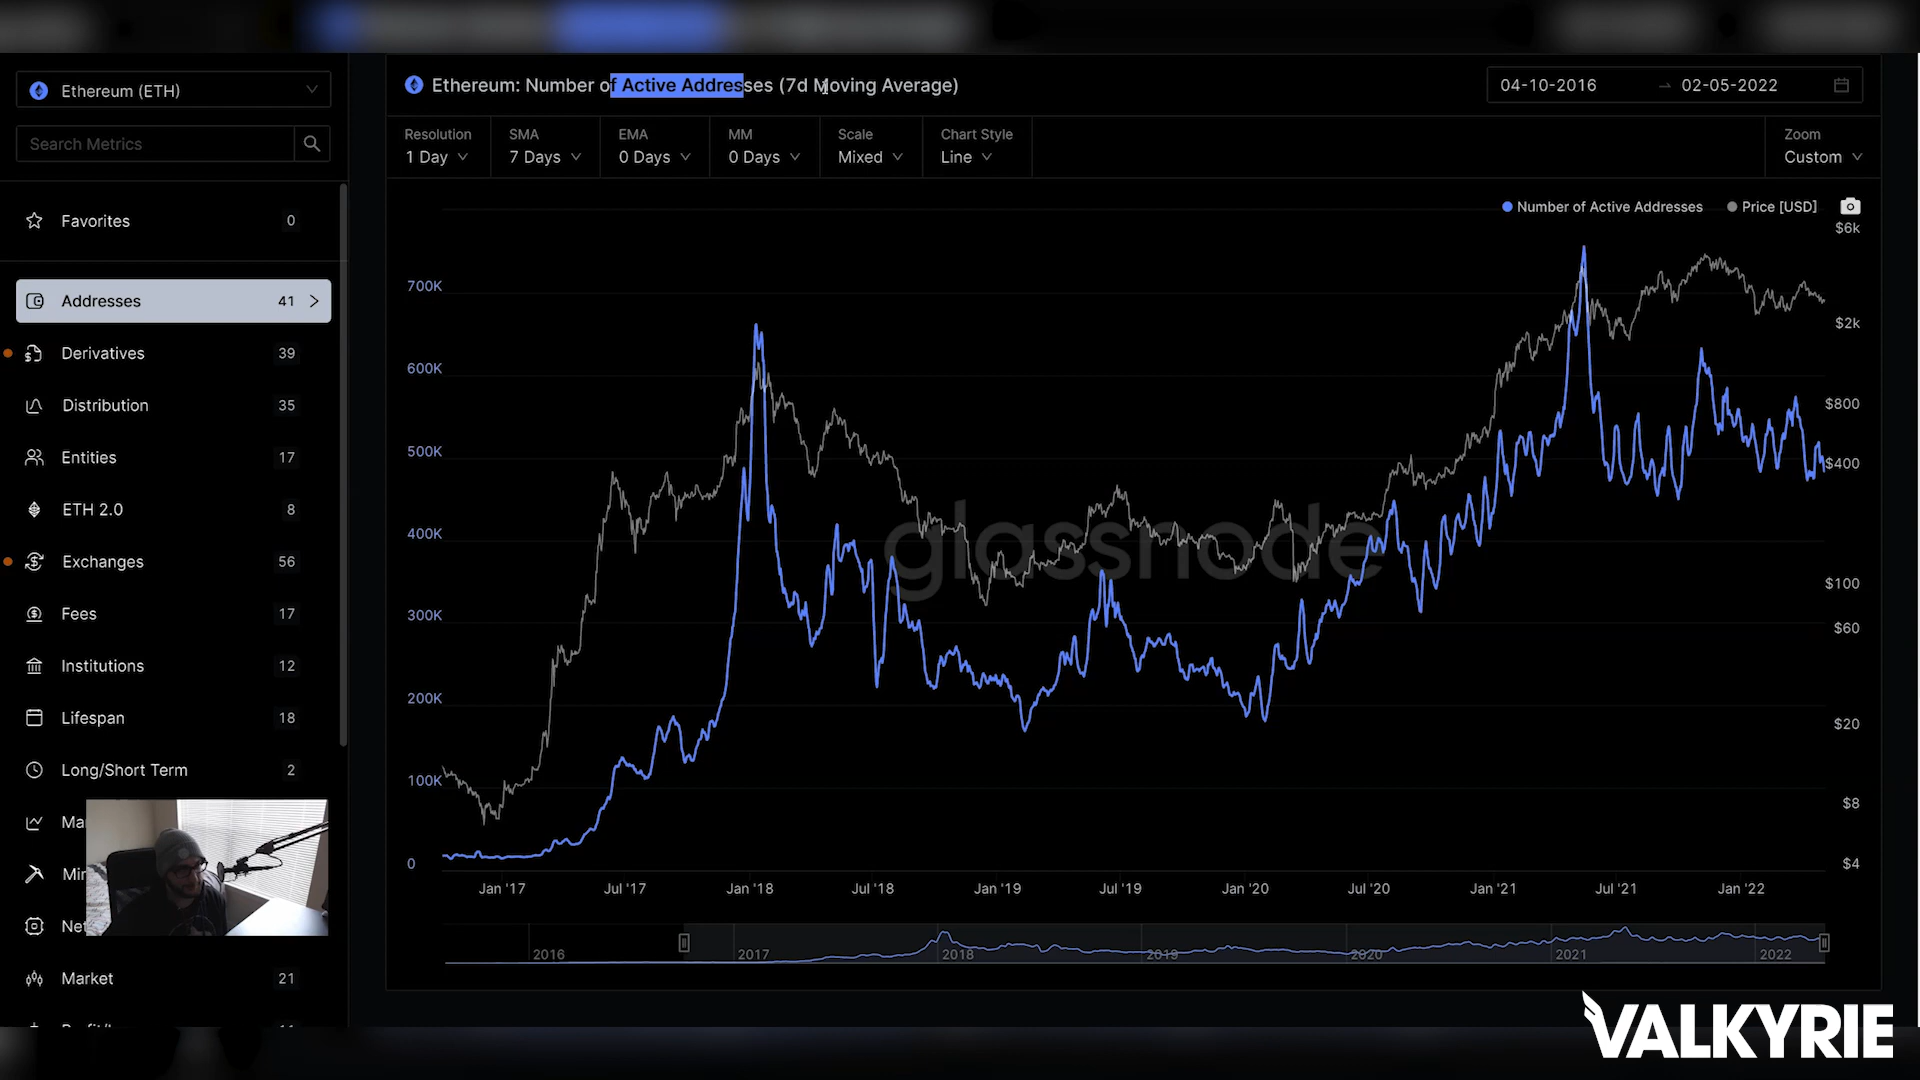 Ethereum (ETH)
Search Metrics
Favorites 0
Addresses 41
Derivatives 39
Distribution 35
Entities 17
ETH 2.0 8
Exchanges 56
Fees 17
Institutions 12
Lifespan 18
Long/Short Term 2
Ma
Mi
Ne
Market 21
Ethereum: Number of Active Addresses (7d Moving Average)
04-10-2016 → 02-05-2022
Resolution SMA EMA MM Scale Chart Style Zoom
1 Day 7 Days 0 Days 0 Days Mixed Line Custom
Number of Active Addresses Price [USD]
$6k
700K
$2k
600K
$800
500K
$400
400K
glassnode
$100
300K
$60
200K
$20
100K
$8
0
$4
Jan '17 Jul '17 Jan '18 Jul '18 Jan '19 Jul '19 Jan '20 Jul '20 Jan '21 Jul '21 Jan '22
2016 2017 2018 2019 2020 2021 2022
VALKYRIE